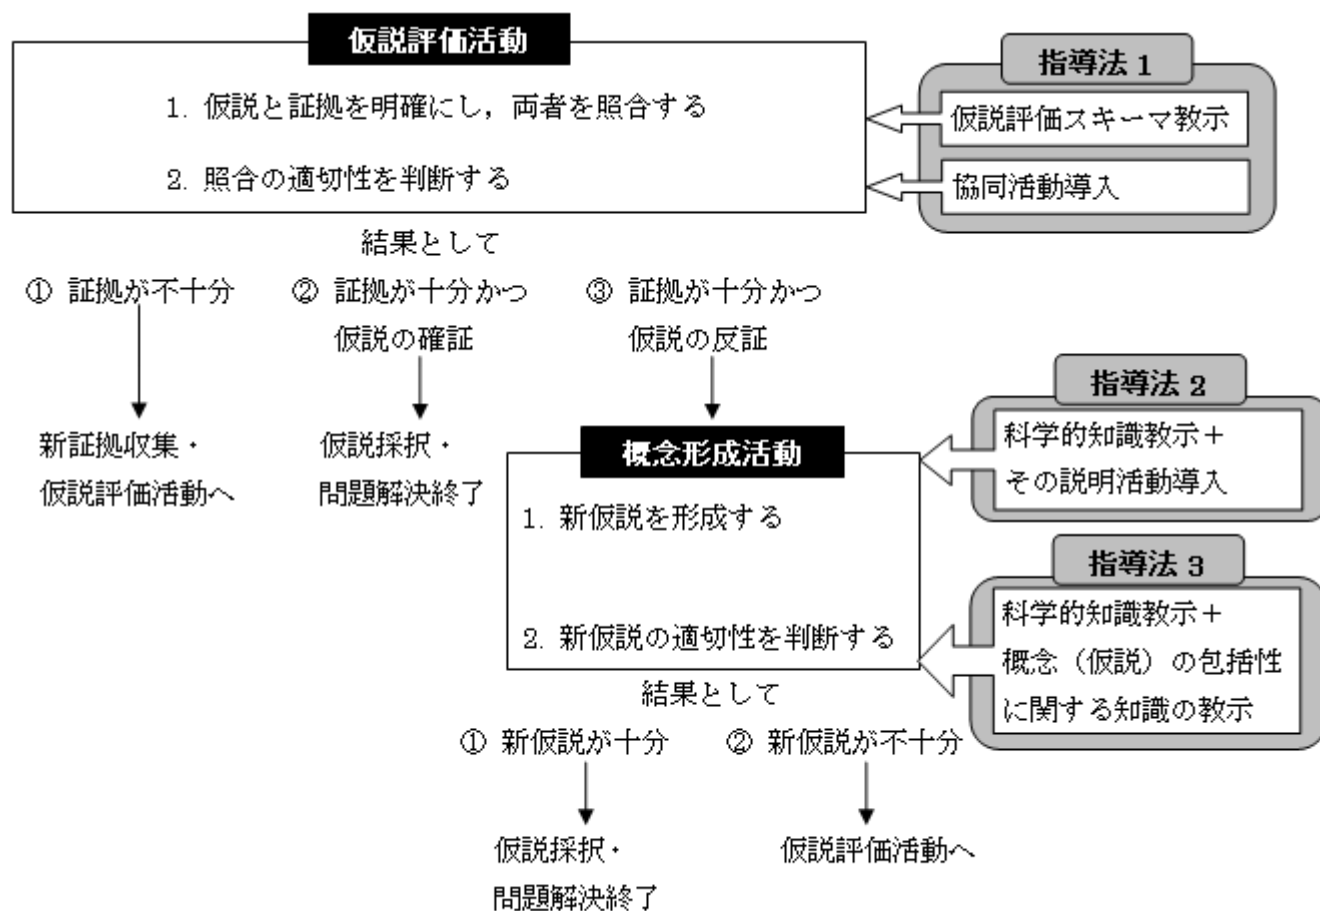 仮説評価活動
1. 仮説と証拠を明確にし，両者を照合する
2. 照合の適切性を判断する
指導法 1
仮説評価スキーマ教示
協同活動導入
結果として
① 証拠が不十分
② 証拠が十分かつ
仮説の確証
③ 証拠が十分かつ
仮説の反証
新証拠収集・
仮説評価活動へ
仮説採択・
問題解決終了
概念形成活動
1. 新仮説を形成する
2. 新仮説の適切性を判断する
指導法 2
科学的知識教示＋
その説明活動導入
指導法 3
科学的知識教示＋
概念（仮説）の包括性
に関する知識の教示
結果として
① 新仮説が十分
② 新仮説が不十分
仮説採択・
問題解決終了
仮説評価活動へ